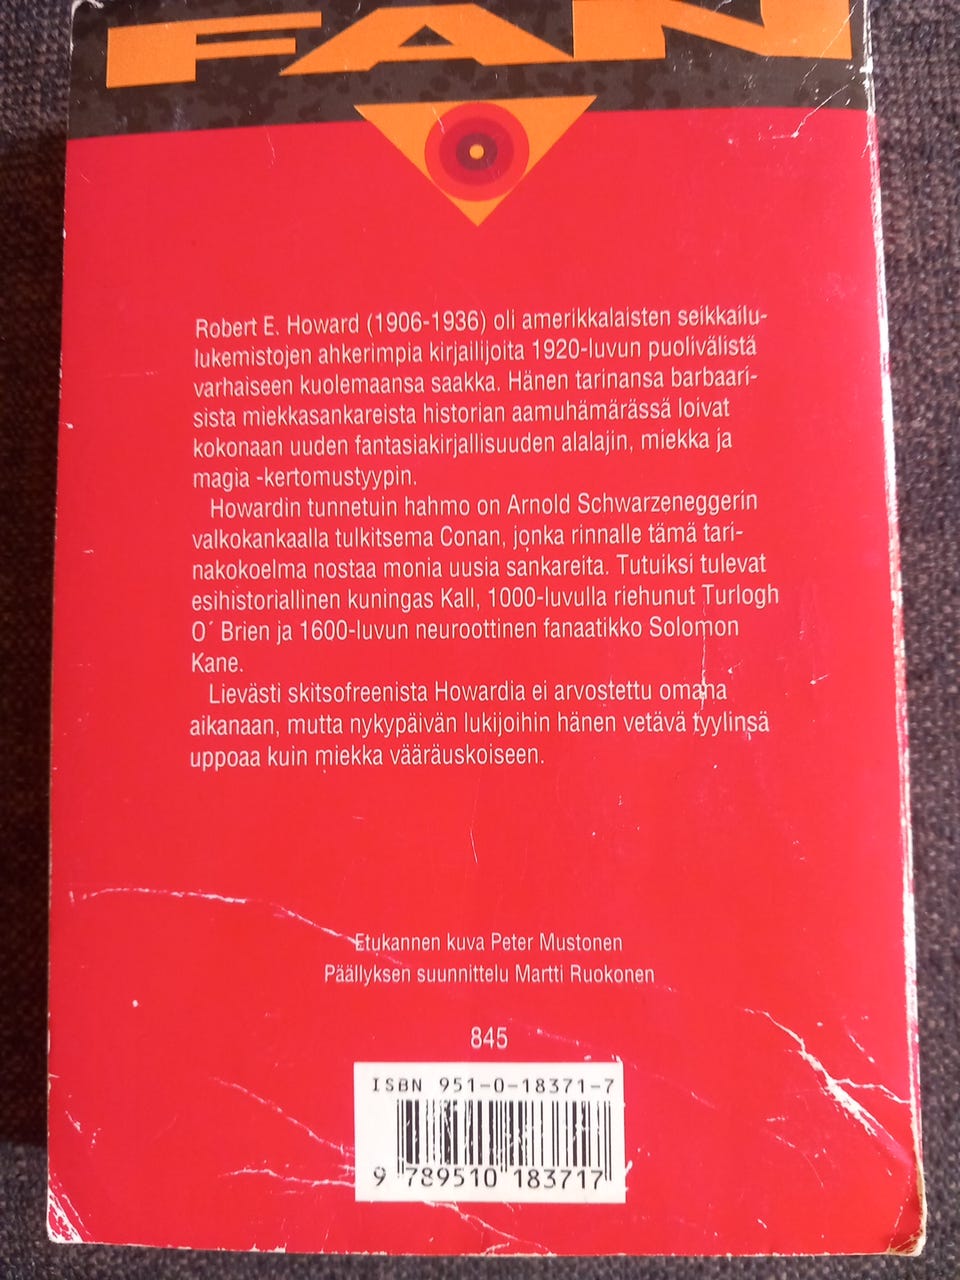 FAN
Robert E. Howard (1906-1936) oli amerikkalaisten seikkailu-
lukemistojen ahkerimpia kirjailijoita 1920-luvun puolivälistä
varhaiseen kuolemaansa saakka. Hänen tarinansa barbaari-
sista miekkasankareista historian aamuhämärässä loivat
kokonaan uuden fantasiakirjallisuuden alalajin, miekka ja
magia -kertomustyypin.
Howardin tunnetuin hahmo on Arnold Schwarzeneggerin
valkokankaalla tulkitsema Conan, jonka rinnalle tämä tari-
nakokoelma nostaa monia uusia sankareita. Tutuiksi tulevat
esihistoriallinen kuningas Kall, 1000-luvulla riehunut Turlogh
O´ Brien ja 1600-luvun neuroottinen fanaatikko Solomon
Kane.
Lievästi skitsofreenista Howardia ei arvostettu omana
aikanaan, mutta nykypäivän lukijoihin hänen vetävä tyylinsä
uppoaa kuin miekka vääräuskoiseen.
Etukannen kuva Peter Mustonen
Päällyksen suunnittelu Martti Ruokonen
845
ISBN 951-0-18371-7
9 789510 183717